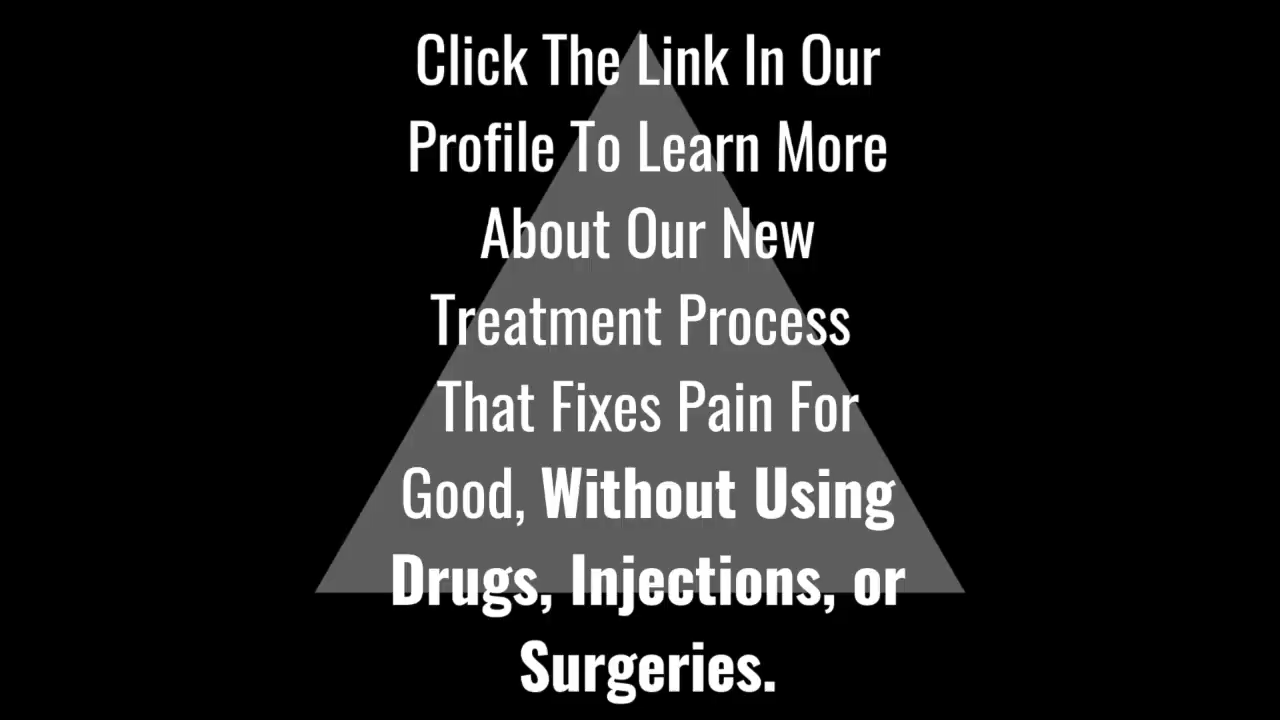 Click The Link In Our
Profile To Learn More
About Our New
Treatment Process
That Fixes Pain For
Good, Without Using
Drugs, Injections, or
Surgeries.